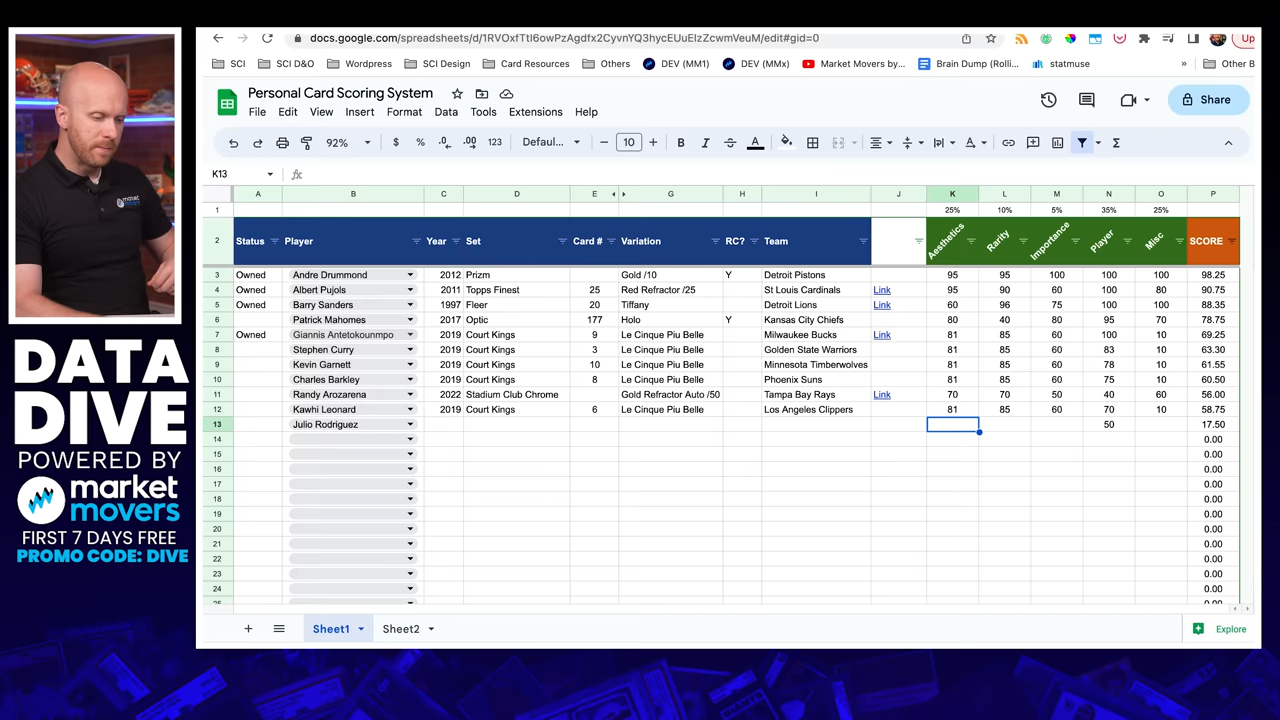 docs.google.com/spreadsheets/d/1RVOxfTtI6owPzAgdfx2CyvnYQ3hycEUuElzZcwmVeuM/edit#gid=0
Up
SCI
SCI D&O
Wordpress
SCI Design
Card Resources
Others
DEV (MM1)
DEV (MMx)
Market Movers by...
Brain Dump (Rolli...
statmuse
»
Other B
Personal Card Scoring System
File Edit View Insert Format Data Tools Extensions Help
Share
92% $ % .0 .00 123 Defaul... − 10 + B I A Σ
K13 fx
A B C D E G H I J K L M N O P
1 25% 10% 5% 35% 25%
2 Status Player Year Set Card # Variation RC? Team Aesthetics Rarity Importance Player Misc SCORE
3 Owned Andre Drummond 2012 Prizm Gold /10 Y Detroit Pistons 95 95 100 100 100 98.25
4 Owned Albert Pujols 2011 Topps Finest 25 Red Refractor /25 St Louis Cardinals Link 95 90 60 100 80 90.75
5 Owned Barry Sanders 1997 Fleer 20 Tiffany Detroit Lions Link 60 96 75 100 100 88.35
6 Patrick Mahomes 2017 Optic 177 Holo Y Kansas City Chiefs 80 40 80 95 70 78.75
7 Owned Giannis Antetokounmpo 2019 Court Kings 9 Le Cinque Piu Belle Milwaukee Bucks Link 81 85 60 100 10 69.25
8 Stephen Curry 2019 Court Kings 3 Le Cinque Piu Belle Golden State Warriors 81 85 60 83 10 63.30
9 Kevin Garnett 2019 Court Kings 10 Le Cinque Piu Belle Minnesota Timberwolves 81 85 60 78 10 61.55
10 Charles Barkley 2019 Court Kings 8 Le Cinque Piu Belle Phoenix Suns 81 85 60 75 10 60.50
11 Randy Arozarena 2022 Stadium Club Chrome Gold Refractor Auto /50 Tampa Bay Rays Link 70 70 50 40 60 56.00
12 Kawhi Leonard 2019 Court Kings 6 Le Cinque Piu Belle Los Angeles Clippers 81 85 60 70 10 58.75
13 Julio Rodriguez 50 17.50
14 0.00
15 0.00
16 0.00
17 0.00
18 0.00
19 0.00
20 0.00
21 0.00
22 0.00
23 0.00
24 0.00
25 0.00
Sheet1 Sheet2 Explore
market
movers
DATA
DIVE
POWERED BY
market
movers
FIRST 7 DAYS FREE
PROMO CODE: DIVE